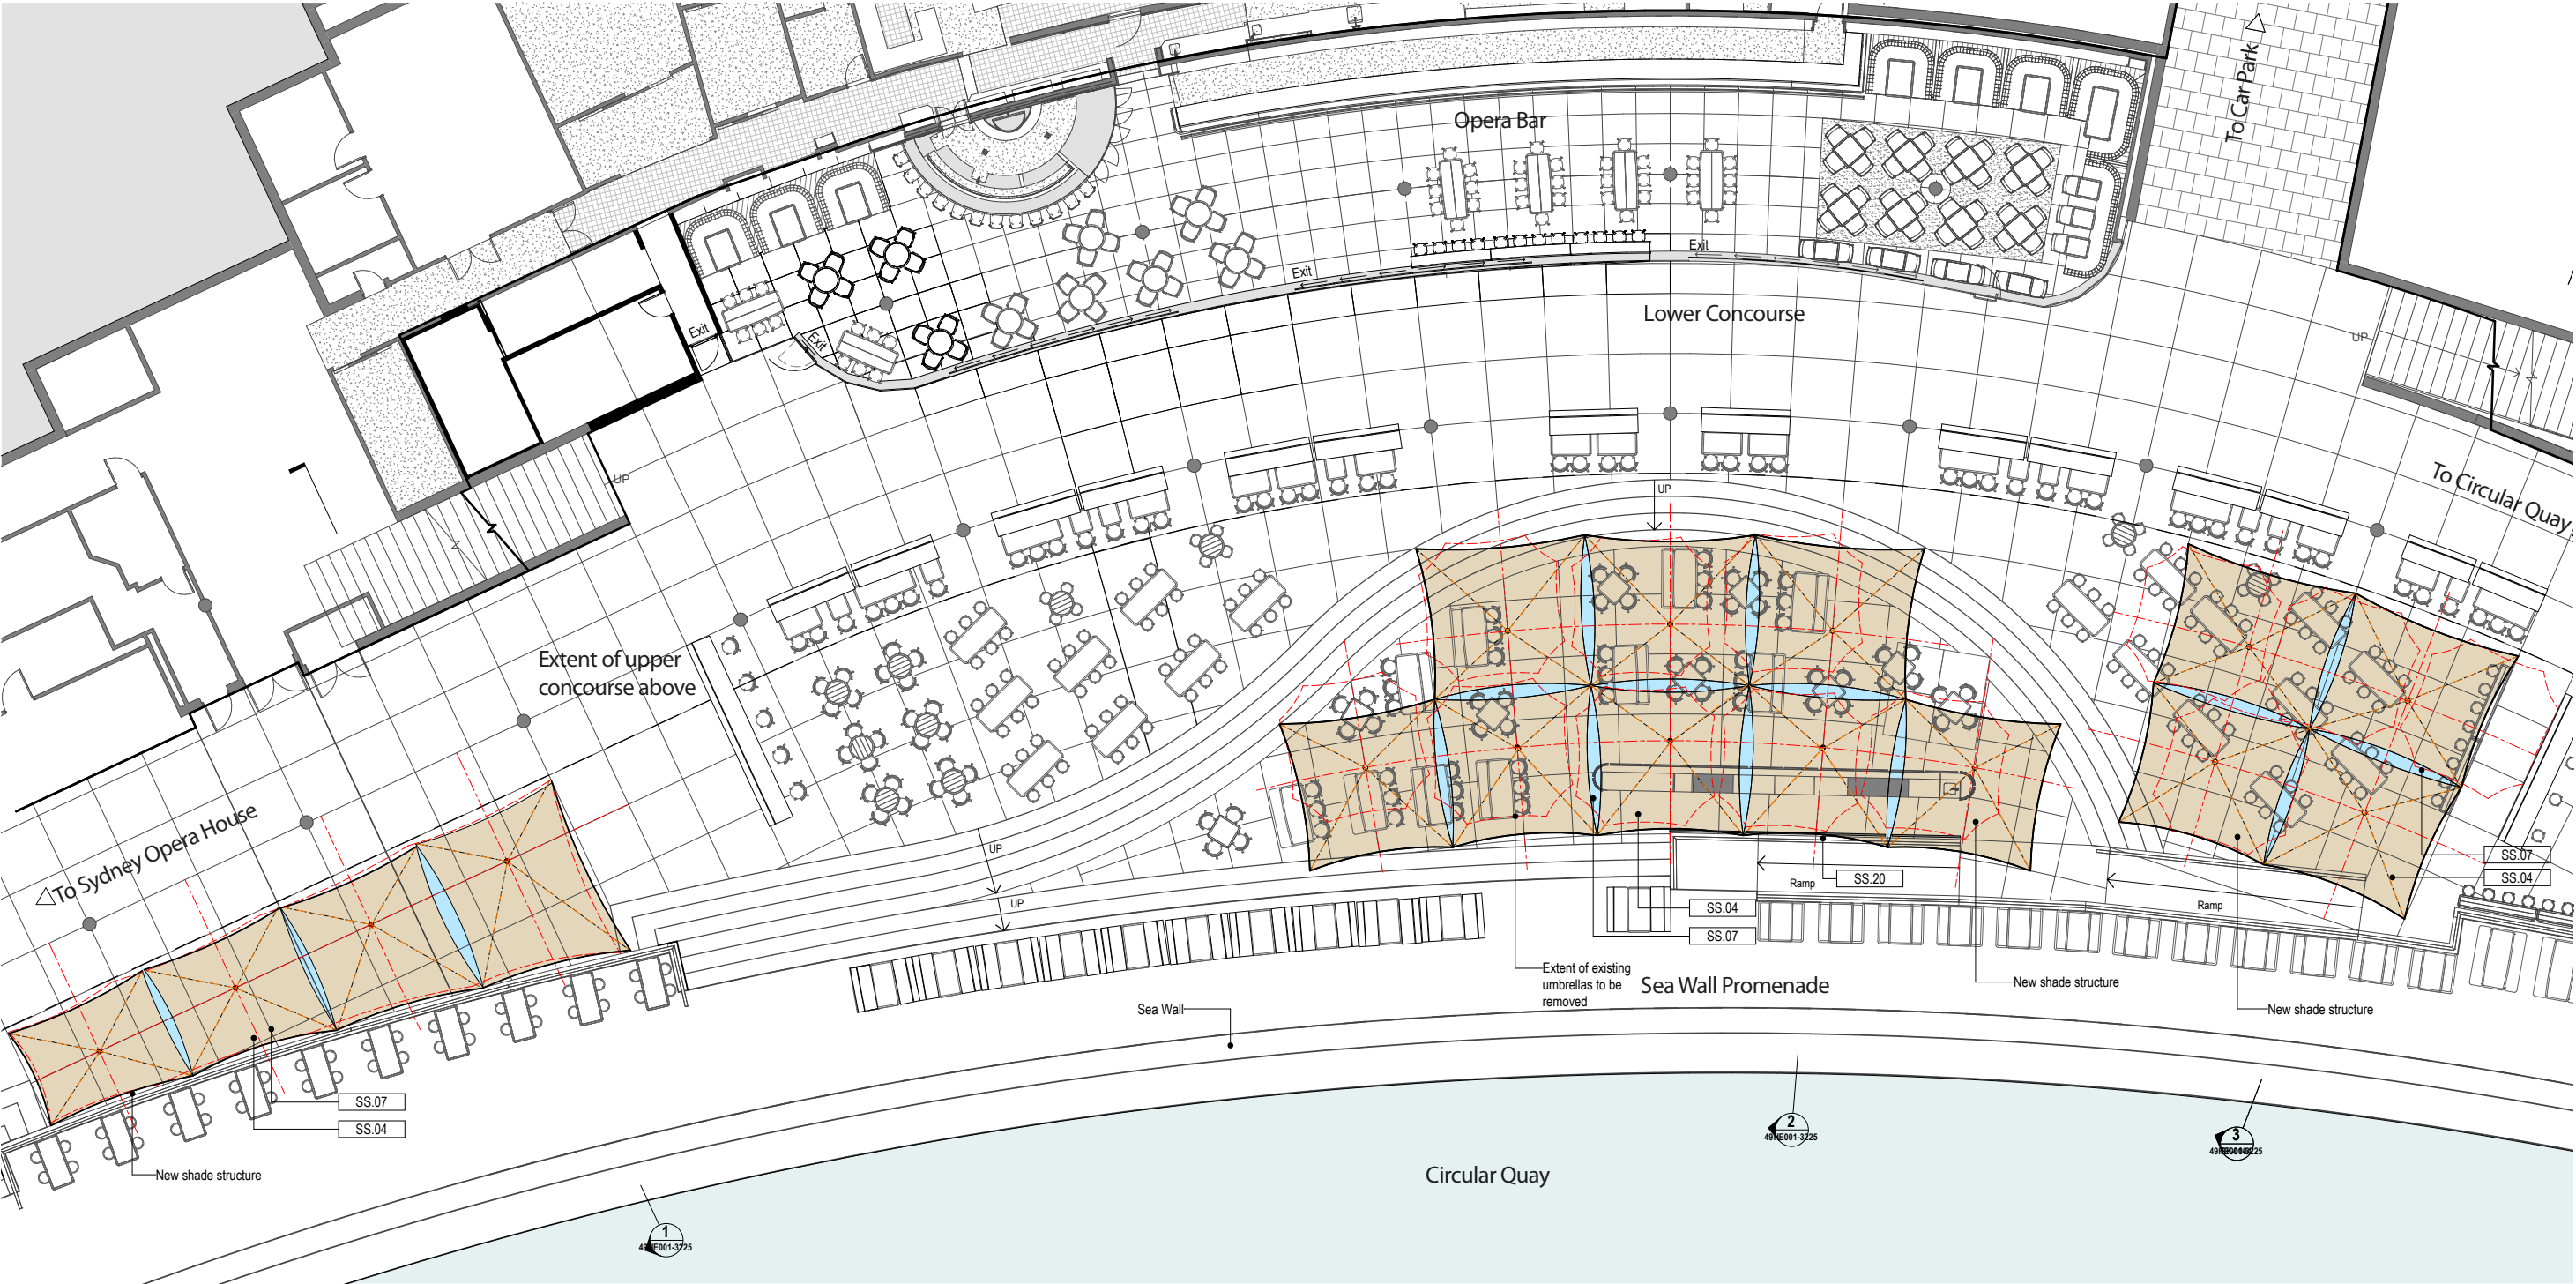 To Car Park
Opera Bar
Exit
Exit
Exit
Exit
Lower Concourse
UP
UP
To Circular Quay
UP
Extent of upper
concourse above
To Sydney Opera House
UP
UP
Ramp
SS.20
SS.07
SS.04
Ramp
SS.04
SS.07
Extent of existing
umbrellas to be
removed
Sea Wall Promenade
New shade structure
New shade structure
Sea Wall
SS.07
SS.04
New shade structure
Circular Quay
1
2
49HE001-3225
3